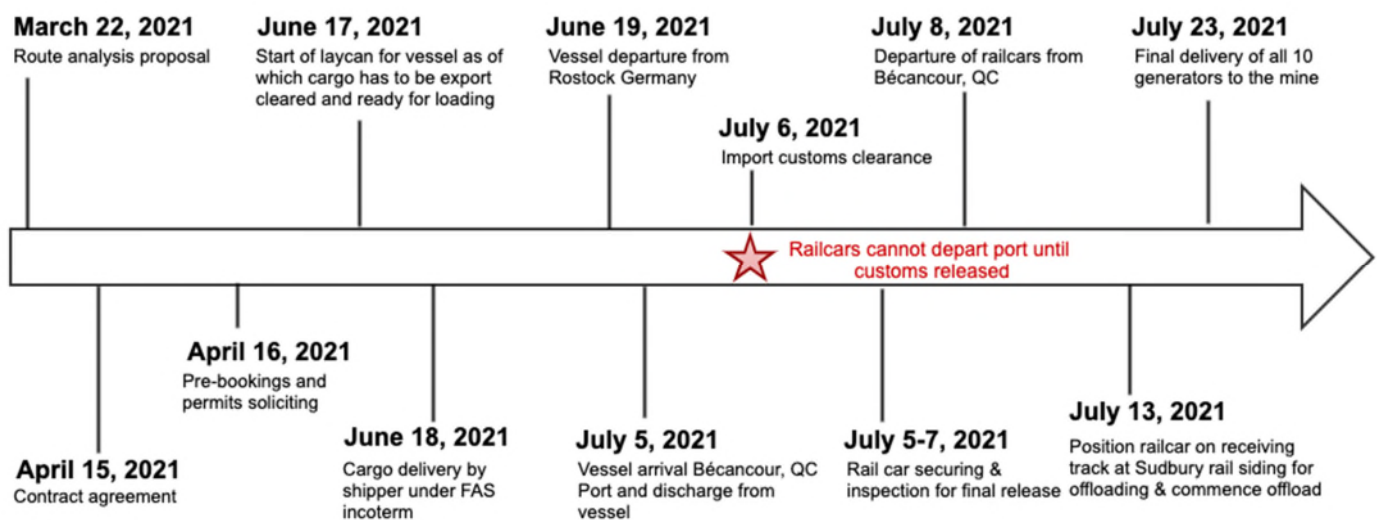 March 22, 2021
Route analysis proposal
June 17, 2021
Start of laycan for vessel as of
which cargo has to be export
cleared and ready for loading
June 19, 2021
Vessel departure from
Rostock Germany
July 6, 2021
Import customs clearance
July 8, 2021
Departure of railcars from
Bécancour, QC
July 23, 2021
Final delivery of all 10
generators to the mine
Railcars cannot depart port until
customs released
April 15, 2021
Contract agreement
April 16, 2021
Pre-bookings and
permits soliciting
June 18, 2021
Cargo delivery by
shipper under FAS
incoterm
July 5, 2021
Vessel arrival Bécancour, QC
Port and discharge from
vessel
July 5-7, 2021
Rail car securing &
inspection for final release
July 13, 2021
Position railcar on receiving
track at Sudbury rail siding for
offloading & commence offload